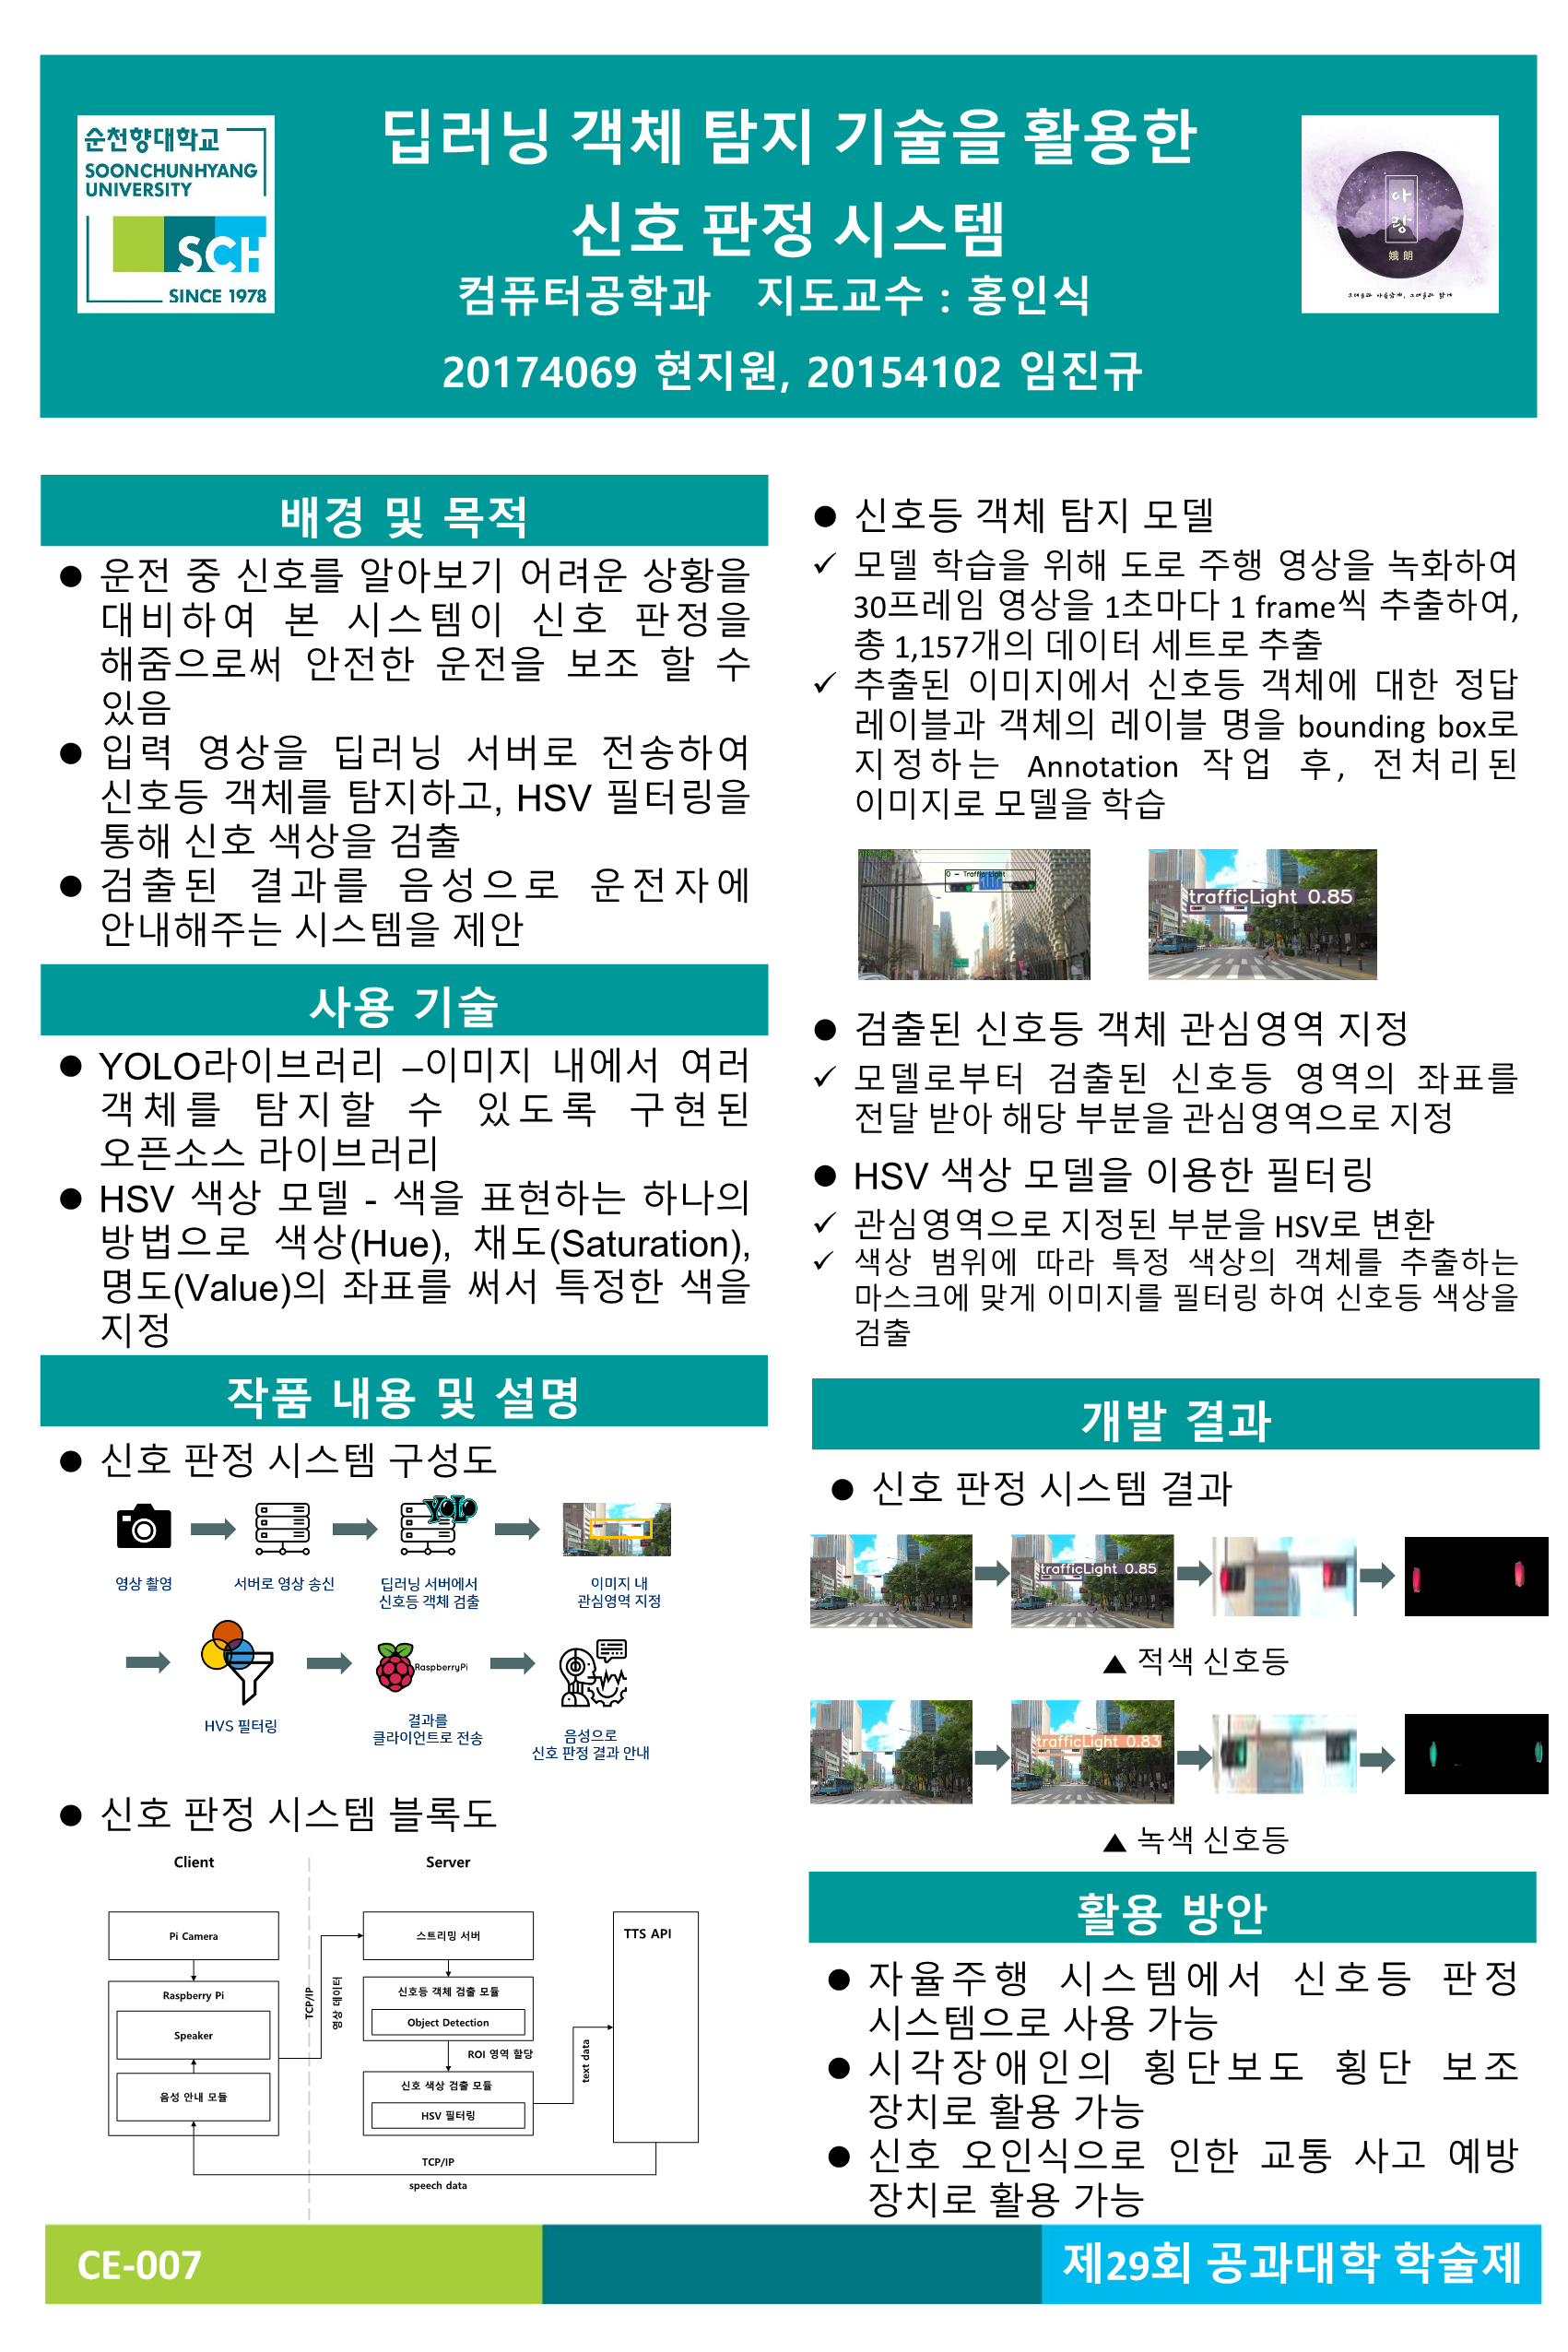 순천향대학교
SOONCHUNHYANG
UNIVERSITY
SCH
SINCE 1978
딥러닝 객체 탐지 기술을 활용한
신호 판정 시스템
컴퓨터공학과 지도교수 : 홍인식
20174069 현지원, 20154102 임진규
아랑
娥朗
배경 및 목적
● 운전 중 신호를 알아보기 어려운 상황을
대비하여 본 시스템이 신호 판정을
해줌으로써 안전한 운전을 보조 할 수
있음
● 입력 영상을 딥러닝 서버로 전송하여
신호등 객체를 탐지하고, HSV 필터링을
통해 신호 색상을 검출
● 검출된 결과를 음성으로 운전자에
안내해주는 시스템을 제안
사용 기술
● YOLO라이브러리 –이미지 내에서 여러
객체를 탐지할 수 있도록 구현된
오픈소스 라이브러리
● HSV 색상 모델 - 색을 표현하는 하나의
방법으로 색상(Hue), 채도(Saturation),
명도(Value)의 좌표를 써서 특정한 색을
지정
작품 내용 및 설명
● 신호 판정 시스템 구성도
YOLO
영상 촬영
서버로 영상 송신
딥러닝 서버에서
신호등 객체 검출
이미지 내
관심영역 지정
RaspberryPi
HVS 필터링
결과를
클라이언트로 전송
음성으로
신호 판정 결과 안내
● 신호 판정 시스템 블록도
Client
Server
Pi Camera
Raspberry Pi
Speaker
음성 안내 모듈
TCP/IP
영상 데이터
스트리밍 서버
신호등 객체 검출 모듈
Object Detection
ROI 영역 할당
신호 색상 검출 모듈
HSV 필터링
text data
TTS API
TCP/IP
speech data
● 신호등 객체 탐지 모델
✓ 모델 학습을 위해 도로 주행 영상을 녹화하여
30프레임 영상을 1초마다 1 frame씩 추출하여,
총 1,157개의 데이터 세트로 추출
✓ 추출된 이미지에서 신호등 객체에 대한 정답
레이블과 객체의 레이블 명을 bounding box로
지정하는 Annotation 작업 후, 전처리된
이미지로 모델을 학습
0 - Traffic Light
trafficLight 0.85
● 검출된 신호등 객체 관심영역 지정
✓ 모델로부터 검출된 신호등 영역의 좌표를
전달 받아 해당 부분을 관심영역으로 지정
● HSV 색상 모델을 이용한 필터링
✓ 관심영역으로 지정된 부분을 HSV로 변환
✓ 색상 범위에 따라 특정 색상의 객체를 추출하는
마스크에 맞게 이미지를 필터링 하여 신호등 색상을
검출
개발 결과
● 신호 판정 시스템 결과
trafficLight 0.85
▲ 적색 신호등
trafficLight 0.83
▲ 녹색 신호등
활용 방안
● 자율주행 시스템에서 신호등 판정
시스템으로 사용 가능
● 시각장애인의 횡단보도 횡단 보조
장치로 활용 가능
● 신호 오인식으로 인한 교통 사고 예방
장치로 활용 가능
CE-007
제29회 공과대학 학술제